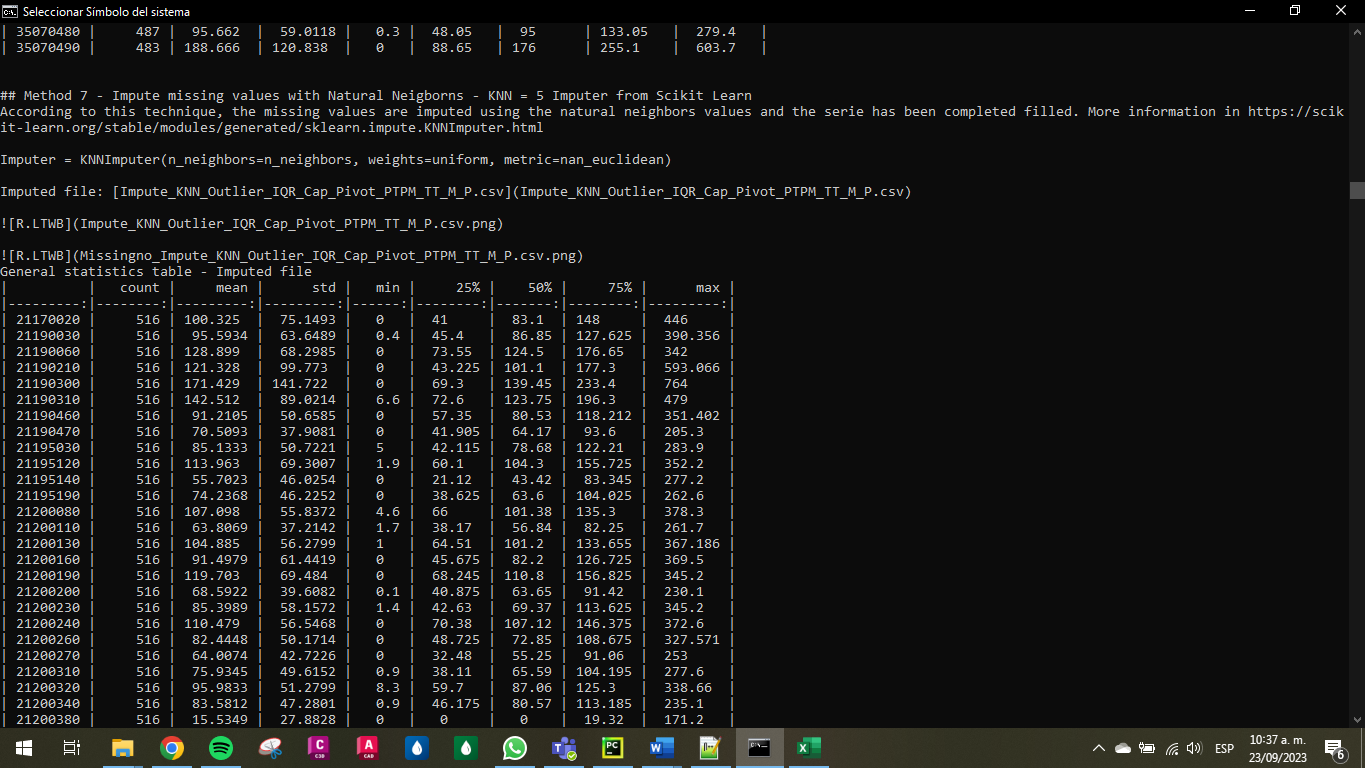 Seleccionar Símbolo del sistema
| 35070480 |     487 |  95.662  |  59.0118 |   0.3 |  48.05   |  95      | 133.05   |  279.4   |
| 35070490 |     483 | 188.666  | 120.838  |   0   |  88.65   | 176      | 255.1    |  603.7   |
## Method 7 - Impute missing values with Natural Neigborns - KNN = 5 Imputer from Scikit Learn
According to this technique, the missing values are imputed using the natural neighbors values and the serie has been completed filled. More information in https://scik
it-learn.org/stable/modules/generated/sklearn.impute.KNNImputer.html
Imputer = KNNImputer(n_neighbors=n_neighbors, weights=uniform, metric=nan_euclidean)
Imputed file: [Impute_KNN_Outlier_IQR_Cap_Pivot_PTPM_TT_M_P.csv](Impute_KNN_Outlier_IQR_Cap_Pivot_PTPM_TT_M_P.csv)
![R.LTWB](Impute_KNN_Outlier_IQR_Cap_Pivot_PTPM_TT_M_P.csv.png)
![R.LTWB](Missingno_Impute_KNN_Outlier_IQR_Cap_Pivot_PTPM_TT_M_P.csv.png)
General statistics table - Imputed file
|          |   count |     mean |      std |   min |     25% |    50% |     75% |      max |
|---------:|--------:|---------:|---------:|------:|--------:|-------:|--------:|---------:|
| 21170020 |     516 | 100.325  |  75.1493 |   0   |  41     |  83.1  | 148     |  446     |
| 21190030 |     516 |  95.5934 |  63.6489 |   0.4 |  45.4   |  86.85 | 127.625 |  390.356 |
| 21190060 |     516 | 128.899  |  68.2985 |   0   |  73.55  | 124.5  | 176.65  |  342     |
| 21190210 |     516 | 121.328  |  99.773  |   0   |  43.225 | 101.1  | 177.3   |  593.066 |
| 21190300 |     516 | 171.429  | 141.722  |   0   |  69.3   | 139.45 | 233.4   |  764     |
| 21190310 |     516 | 142.512  |  89.0214 |   6.6 |  72.6   | 123.75 | 196.3   |  479     |
| 21190460 |     516 |  91.2105 |  50.6585 |   0   |  57.35  |  80.53 | 118.212 |  351.402 |
| 21190470 |     516 |  70.5093 |  37.9081 |   0   |  41.905 |  64.17 |  93.6   |  205.3   |
| 21195030 |     516 |  85.1333 |  50.7221 |   5   |  42.115 |  78.68 | 122.21  |  283.9   |
| 21195120 |     516 | 113.963  |  69.3007 |   1.9 |  60.1   | 104.3  | 155.725 |  352.2   |
| 21195140 |     516 |  55.7023 |  46.0254 |   0   |  21.12  |  43.42 |  83.345 |  277.2   |
| 21195190 |     516 |  74.2368 |  46.2252 |   0   |  38.625 |  63.6  | 104.025 |  262.6   |
| 21200080 |     516 | 107.098  |  55.8372 |   4.6 |  66     | 101.38 | 135.3   |  378.3   |
| 21200110 |     516 |  63.8069 |  37.2142 |   1.7 |  38.17  |  56.84 |  82.25  |  261.7   |
| 21200130 |     516 | 104.885  |  56.2799 |   1   |  64.51  | 101.2  | 133.655 |  367.186 |
| 21200160 |     516 |  91.4979 |  61.4419 |   0   |  45.675 |  82.2  | 126.725 |  369.5   |
| 21200190 |     516 | 119.703  |  69.484  |   0   |  68.245 | 110.8  | 156.825 |  345.2   |
| 21200200 |     516 |  68.5922 |  39.6082 |   0.1 |  40.875 |  63.65 |  91.42  |  230.1   |
| 21200230 |     516 |  85.3989 |  58.1572 |   1.4 |  42.63  |  69.37 | 113.625 |  345.2   |
| 21200240 |     516 | 110.479  |  56.5468 |   0   |  70.38  | 107.12 | 146.375 |  372.6   |
| 21200260 |     516 |  82.4448 |  50.1714 |   0   |  48.725 |  72.85 | 108.675 |  327.571 |
| 21200270 |     516 |  64.0074 |  42.7226 |   0   |  32.48  |  55.25 |  91.06  |  253     |
| 21200310 |     516 |  75.9345 |  49.6152 |   0.9 |  38.11  |  65.59 | 104.195 |  277.6   |
| 21200320 |     516 |  95.9833 |  51.2799 |   8.3 |  59.7   |  87.06 | 125.3   |  338.66  |
| 21200340 |     516 |  83.5812 |  47.2801 |   0.9 |  46.175 |  80.57 | 113.185 |  235.1   |
| 21200380 |     516 |  15.5349 |  27.8828 |   0   |   0     |   0    |  19.32  |  171.2   |
ESP
10:37 a. m.
23/09/2023
6